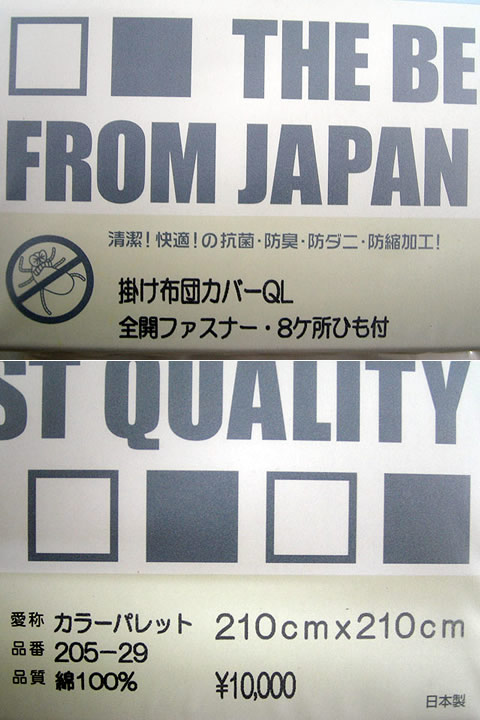 THE BE
FROM JAPAN
清潔!快適!の抗菌・防臭・防ダニ・防縮加工!
掛け布団カバーQL
全開ファスナー・8ケ所ひも付
ST QUALITY
愛称 カラーパレット 210cmx210cm
品番 205-29
品質 綿100% ¥10,000
日本製